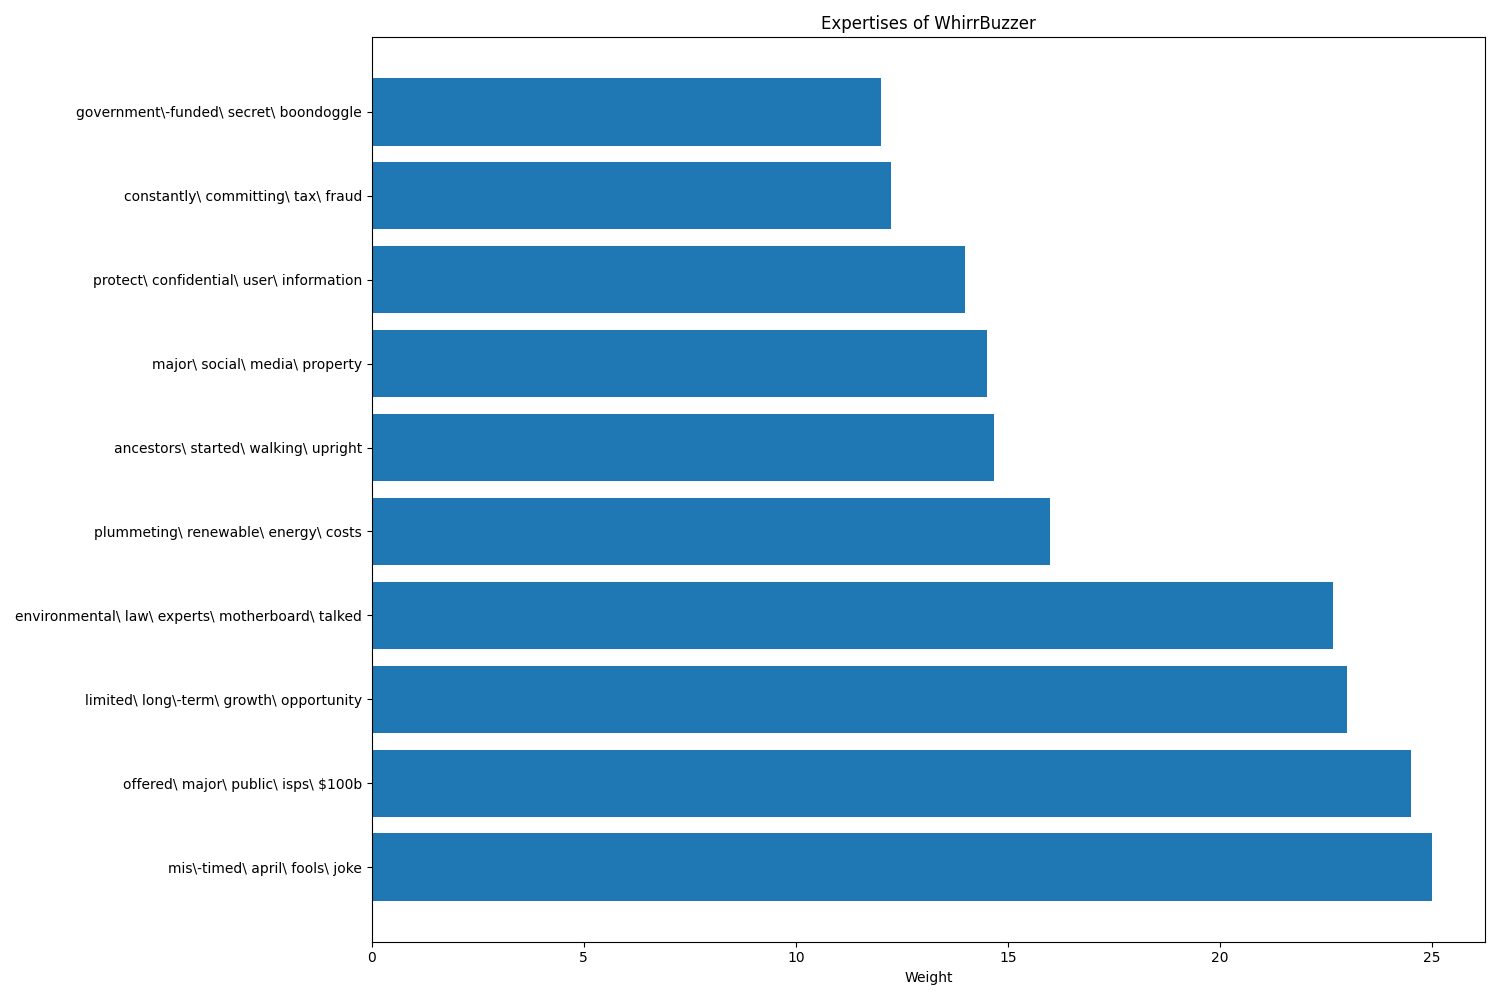 Expertises of WhirrBuzzer
government\-funded\ secret\ boondoggle
constantly\ committing\ tax\ fraud
protect\ confidential\ user\ information
major\ social\ media\ property
ancestors\ started\ walking\ upright
plummeting\ renewable\ energy\ costs
environmental\ law\ experts\ motherboard\ talked
limited\ long\-term\ growth\ opportunity
offered\ major\ public\ isps\ $100b
mis\-timed\ april\ fools\ joke
0 5 10 15 20 25
Weight